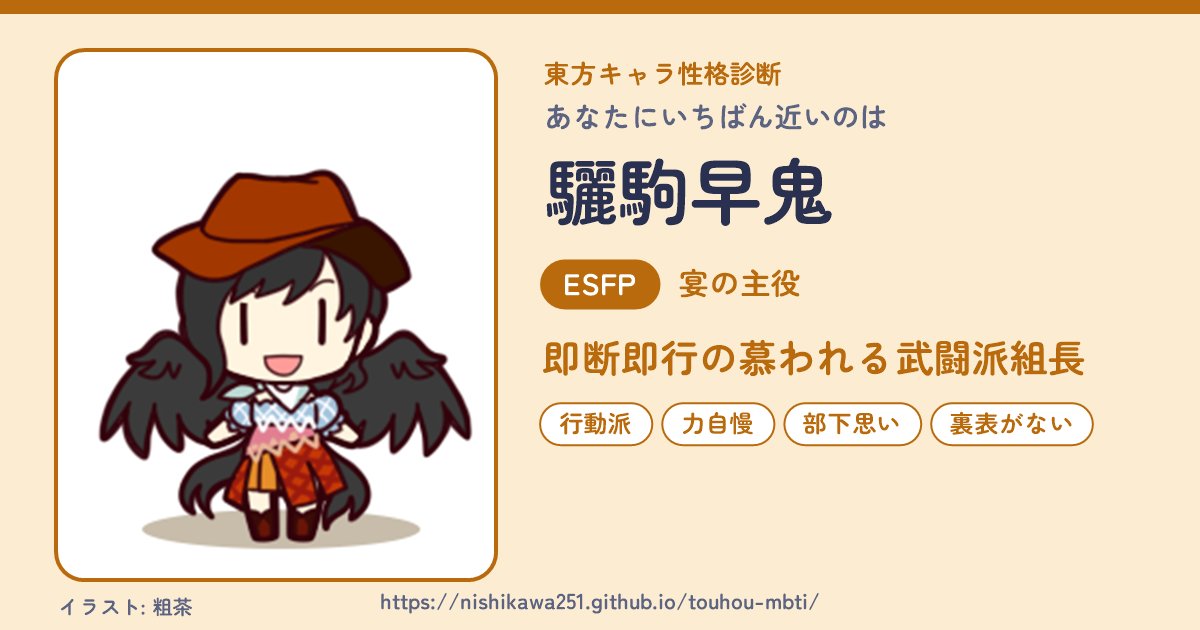 東方キャラ性格診断
あなたにいちばん近いのは
驪駒早鬼
ESFP 宴の主役
即断即行の慕われる武闘派組長
行動派 力自慢 部下思い 裏表がない
イラスト: 粗茶
https://nishikawa251.github.io/touhou-mbti/